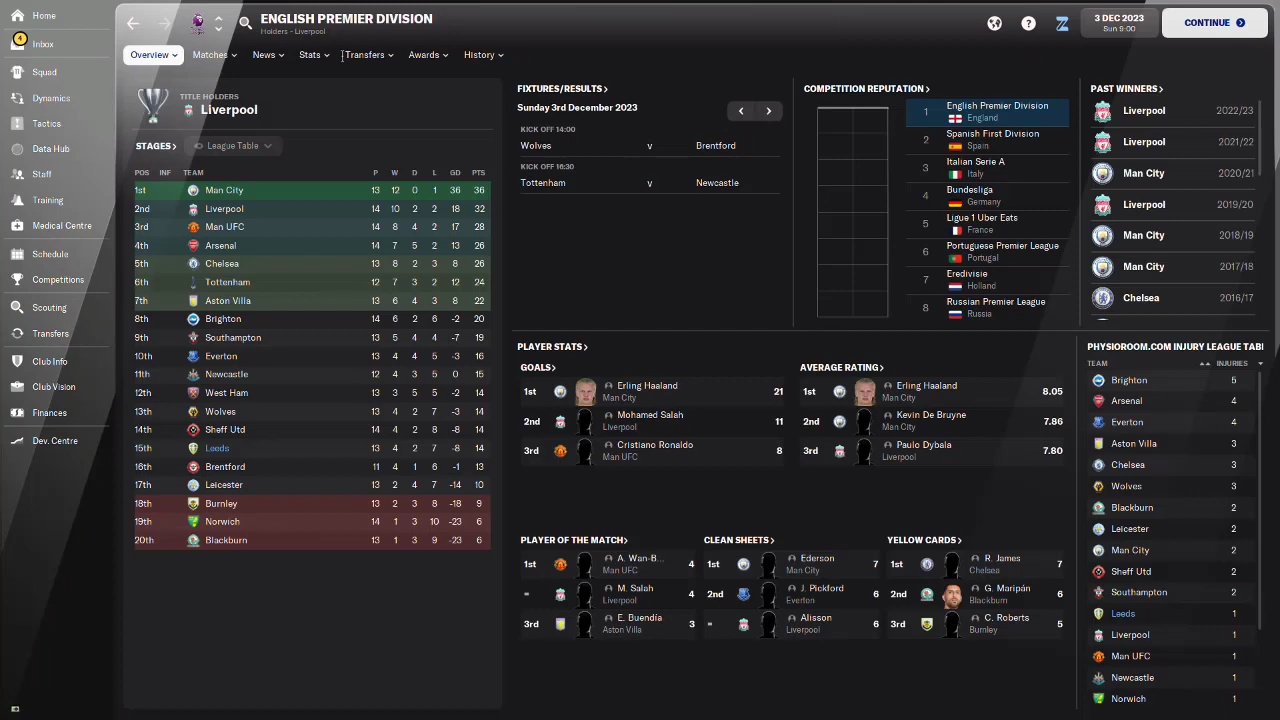 Home
4
Inbox
Squad
Dynamics
Tactics
Data Hub
Staff
Training
Medical Centre
Schedule
Competitions
Scouting
Transfers
Club Info
Club Vision
Finances
Dev. Centre
ENGLISH PREMIER DIVISION
Holders - Liverpool
3 DEC 2023
Sun 9:00
CONTINUE
Overview
Matches
News
Stats
Transfers
Awards
History
TITLE HOLDERS
Liverpool
STAGES
League Table
POS INF TEAM P W D L GD PTS
1st Man City 13 12 0 1 36 36
2nd Liverpool 14 10 2 2 18 32
3rd Man UFC 14 8 4 2 17 28
4th Arsenal 14 7 5 2 13 26
5th Chelsea 13 8 2 3 8 26
6th Tottenham 12 7 3 2 12 24
7th Aston Villa 13 6 4 3 8 22
8th Brighton 14 6 2 6 -2 20
9th Southampton 14 5 4 4 -7 19
10th Everton 13 4 4 5 -3 16
11th Newcastle 12 4 3 5 0 15
12th West Ham 13 3 5 5 -2 14
13th Wolves 13 4 2 7 -3 14
14th Sheff Utd 14 4 2 8 -8 14
15th Leeds 13 4 2 7 -8 14
16th Brentford 11 4 1 6 -1 13
17th Leicester 13 2 4 7 -14 10
18th Burnley 13 2 3 8 -18 9
19th Norwich 14 1 3 10 -23 6
20th Blackburn 13 1 3 9 -23 6
FIXTURES/RESULTS
Sunday 3rd December 2023
KICK OFF 14:00
Wolves v Brentford
KICK OFF 16:30
Tottenham v Newcastle
COMPETITION REPUTATION
1 English Premier Division
England
2 Spanish First Division
Spain
3 Italian Serie A
Italy
4 Bundesliga
Germany
5 Ligue 1 Uber Eats
France
6 Portuguese Premier League
Portugal
7 Eredivisie
Holland
8 Russian Premier League
Russia
PAST WINNERS
Liverpool 2022/23
Liverpool 2021/22
Man City 2020/21
Liverpool 2019/20
Man City 2018/19
Man City 2017/18
Chelsea 2016/17
PLAYER STATS
GOALS
1st Erling Haaland 21
Man City
2nd Mohamed Salah 11
Liverpool
3rd Cristiano Ronaldo 8
Man UFC
AVERAGE RATING
1st Erling Haaland 8.05
Man City
2nd Kevin De Bruyne 7.86
Man City
3rd Paulo Dybala 7.80
Liverpool
PLAYER OF THE MATCH
1st A. Wan-B... 4
Man UFC
= M. Salah 4
Liverpool
3rd E. Buendía 3
Aston Villa
CLEAN SHEETS
1st Ederson 7
Man City
2nd J. Pickford 6
Everton
= Alisson 6
Liverpool
YELLOW CARDS
1st R. James 7
Chelsea
2nd G. Maripán 6
Blackburn
3rd C. Roberts 5
Burnley
PHYSIOROOM.COM INJURY LEAGUE TABL
TEAM INJURIES
Brighton 5
Arsenal 4
Everton 4
Aston Villa 3
Chelsea 3
Wolves 3
Blackburn 2
Leicester 2
Man City 2
Sheff Utd 2
Southampton 2
Leeds 1
Liverpool 1
Man UFC 1
Newcastle 1
Norwich 1